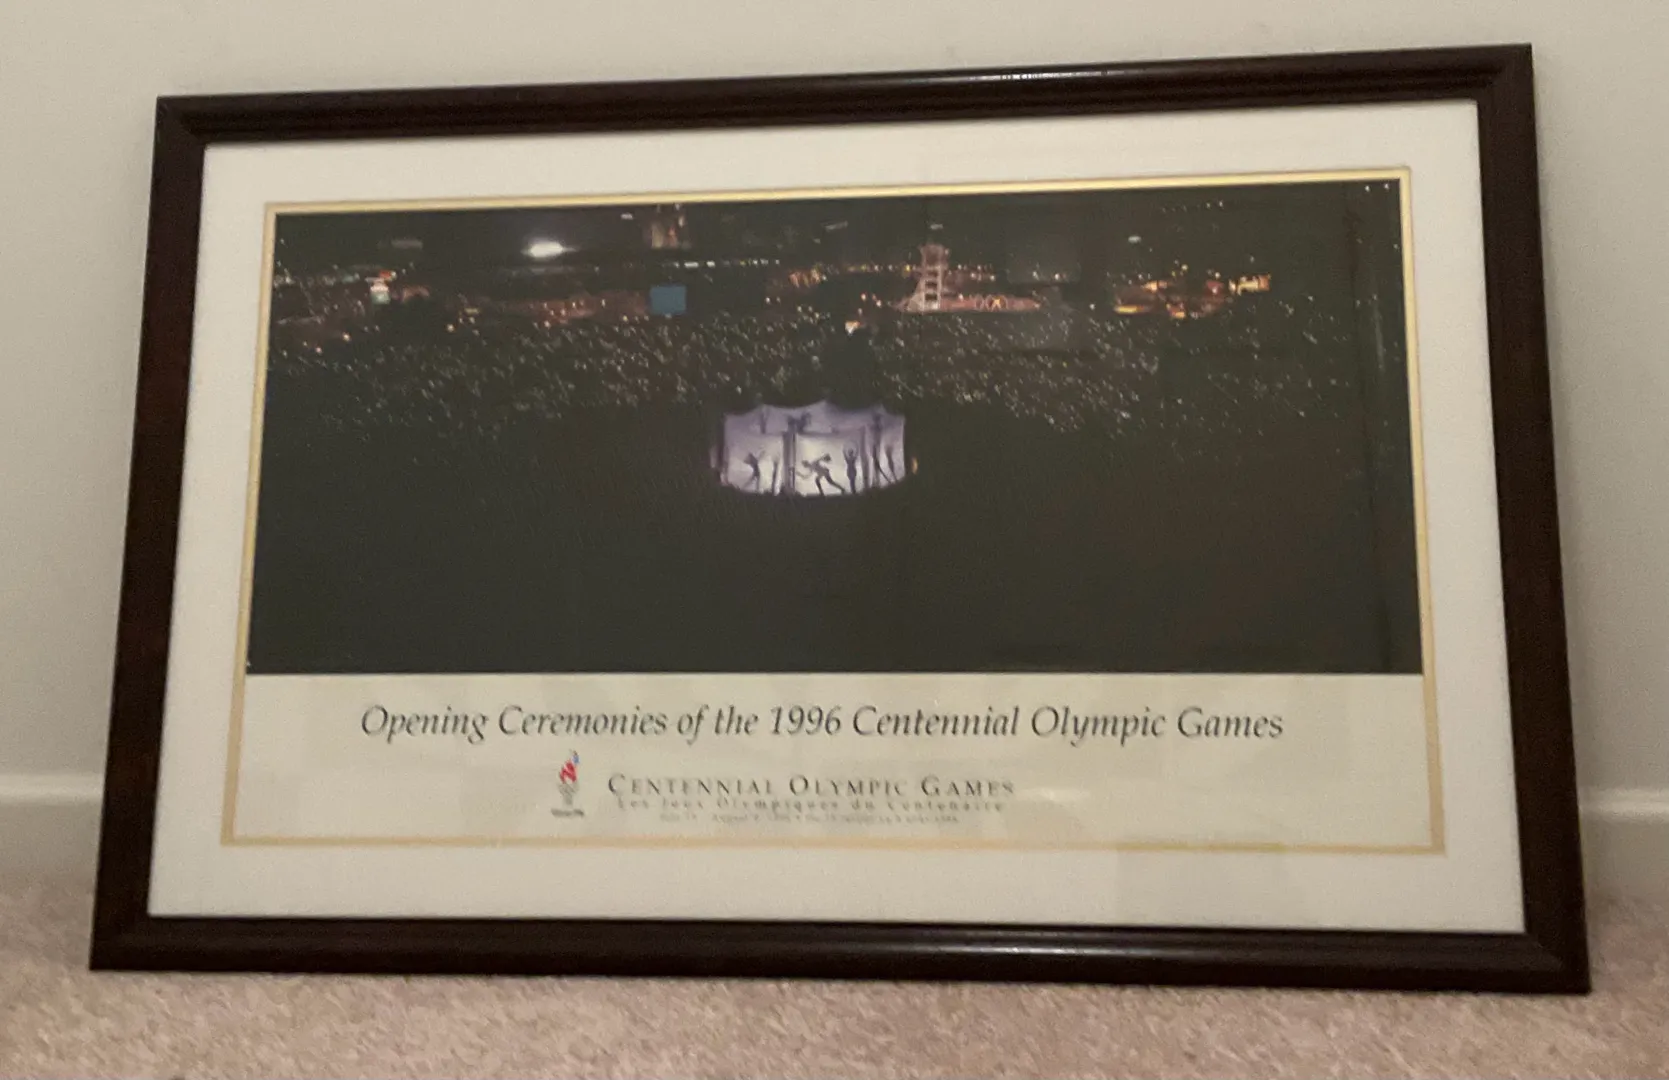 Opening Ceremonies of the 1996 Centennial Olympic Games
CENTENNIAL OLYMPIC GAMES
Les Jeux Olympiques du Centenaire